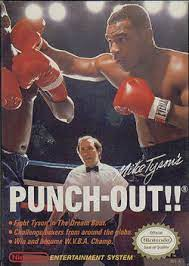 Mike Tyson's
PUNCH-OUT!!®
• Fight Tyson In The Dream Bout.
• Challenge boxers from around the globe.
• Win and become W.V.B.A. Champ.
Official
Nintendo
Seal of Quality
Nintendo
ENTERTAINMENT SYSTEM